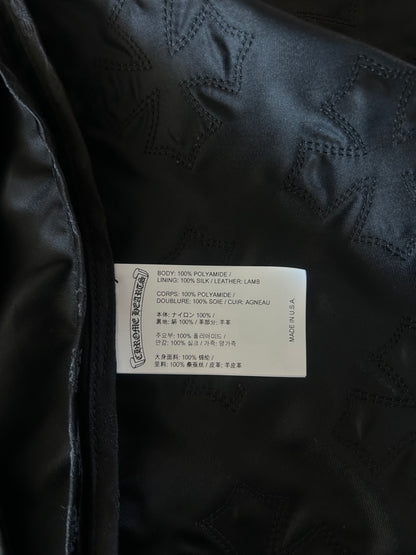 CHROME HEARTS
BODY: 100% POLYAMIDE /
LINING: 100% SILK / LEATHER: LAMB
CORPS: 100% POLYAMIDE /
DOUBLURE: 100% SOIE / CUIR: AGNEAU
本体: ナイロン 100% /
裏地: 絹 100% / 革部分: 羊革
주요부: 100% 폴리아미드 /
안감: 100% 실크 / 가죽: 양가죽
大身面料: 100% 锦纶 /
里料: 100% 桑蚕丝 / 皮革: 羊皮革
MADE IN U.S.A.